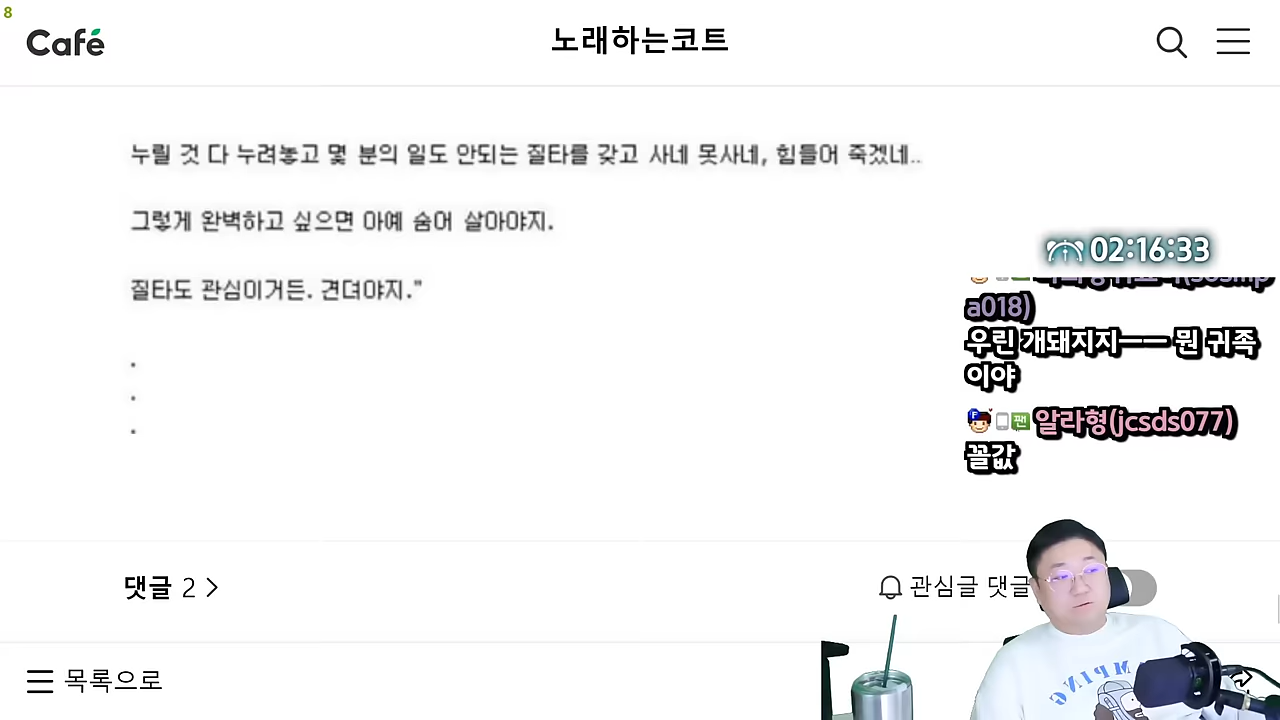 8
Café
노래하는코트
누릴 것 다 누려놓고 몇 분의 일도 안되는 질타를 갖고 사네 못사네, 힘들어 죽겠네..
그렇게 완벽하고 싶으면 아예 숨어 살아야지.
질타도 관심이거든. 견뎌야지."
.
.
.
02:16:33
a018)
우린 개돼지지ㅡㅡ 뭔 귀족
이야
팬 알라형(jcsds077)
꼴값
댓글 2
관심글 댓글
목록으로
MPING